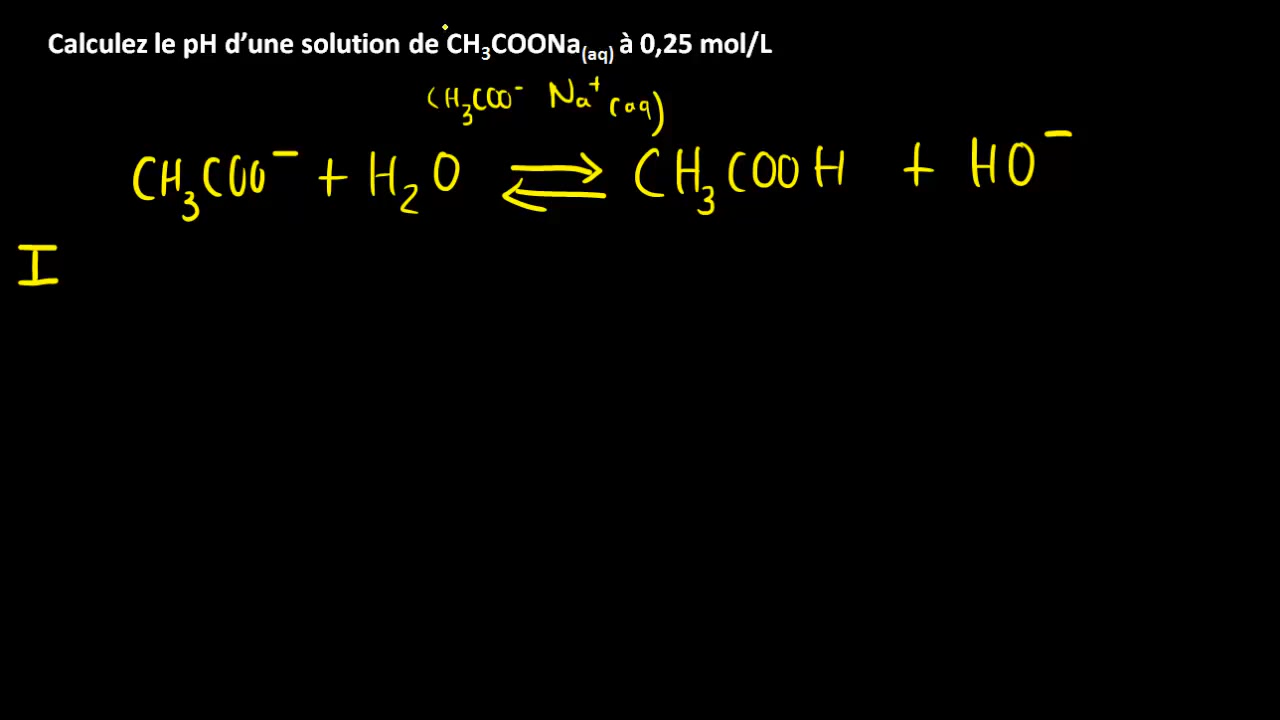 Calculez le pH d’une solution de CH₃COONa₍aq₎ à 0,25 mol/L
CH₃COO⁻ Na⁺ (aq)
CH₃COO⁻ + H₂O ⇌ CH₃COOH + HO⁻
I